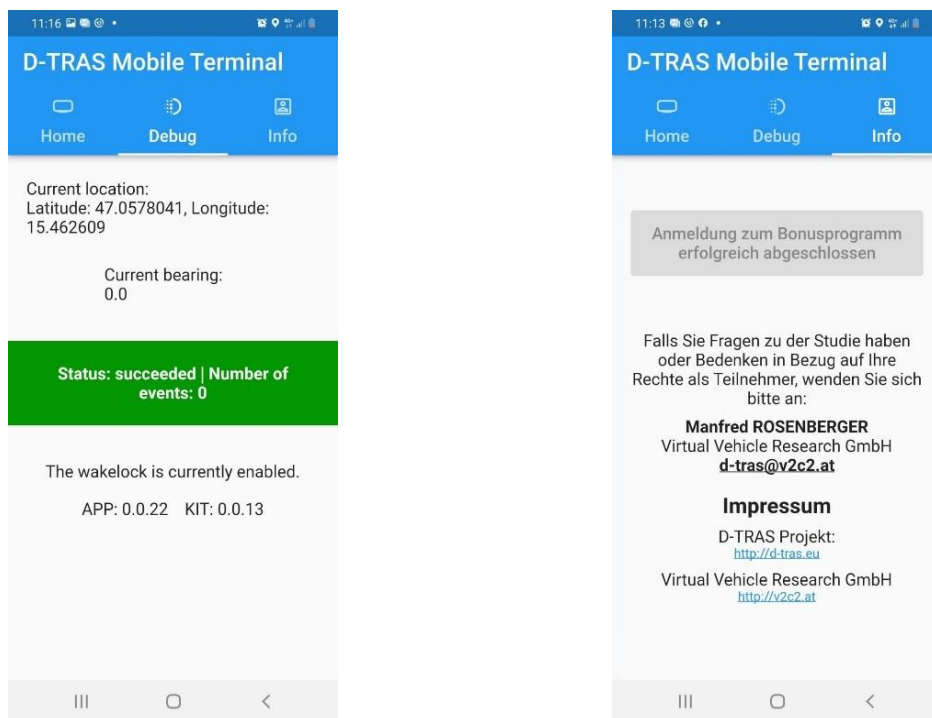 11:16
D-TRAS Mobile Terminal
Home Debug Info
Current location:
Latitude: 47.0578041, Longitude:
15.462609
Current bearing:
0.0
Status: succeeded | Number of
events: 0
The wakelock is currently enabled.
APP: 0.0.22 KIT: 0.0.13
11:13
D-TRAS Mobile Terminal
Home Debug Info
Anmeldung zum Bonusprogramm
erfolgreich abgeschlossen
Falls Sie Fragen zu der Studie haben
oder Bedenken in Bezug auf Ihre
Rechte als Teilnehmer, wenden Sie sich
bitte an:
Manfred ROSENBERGER
Virtual Vehicle Research GmbH
d-tras@v2c2.at
Impressum
D-TRAS Projekt:
http://d-tras.eu
Virtual Vehicle Research GmbH
http://v2c2.at